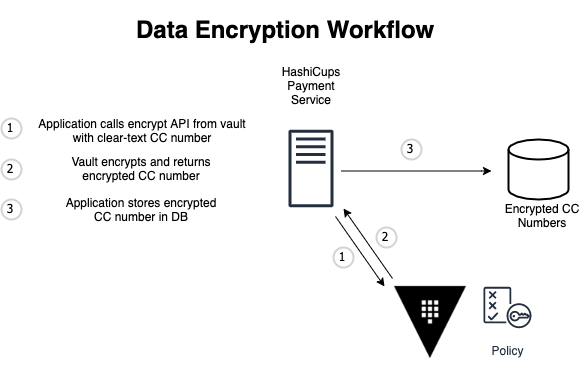 Data Encryption Workflow
HashiCups
Payment
Service
1
Application calls encrypt API from vault
with clear-text CC number
2
Vault encrypts and returns
encrypted CC number
3
Application stores encrypted
CC number in DB
3
Encrypted CC
Numbers
2
1
Policy